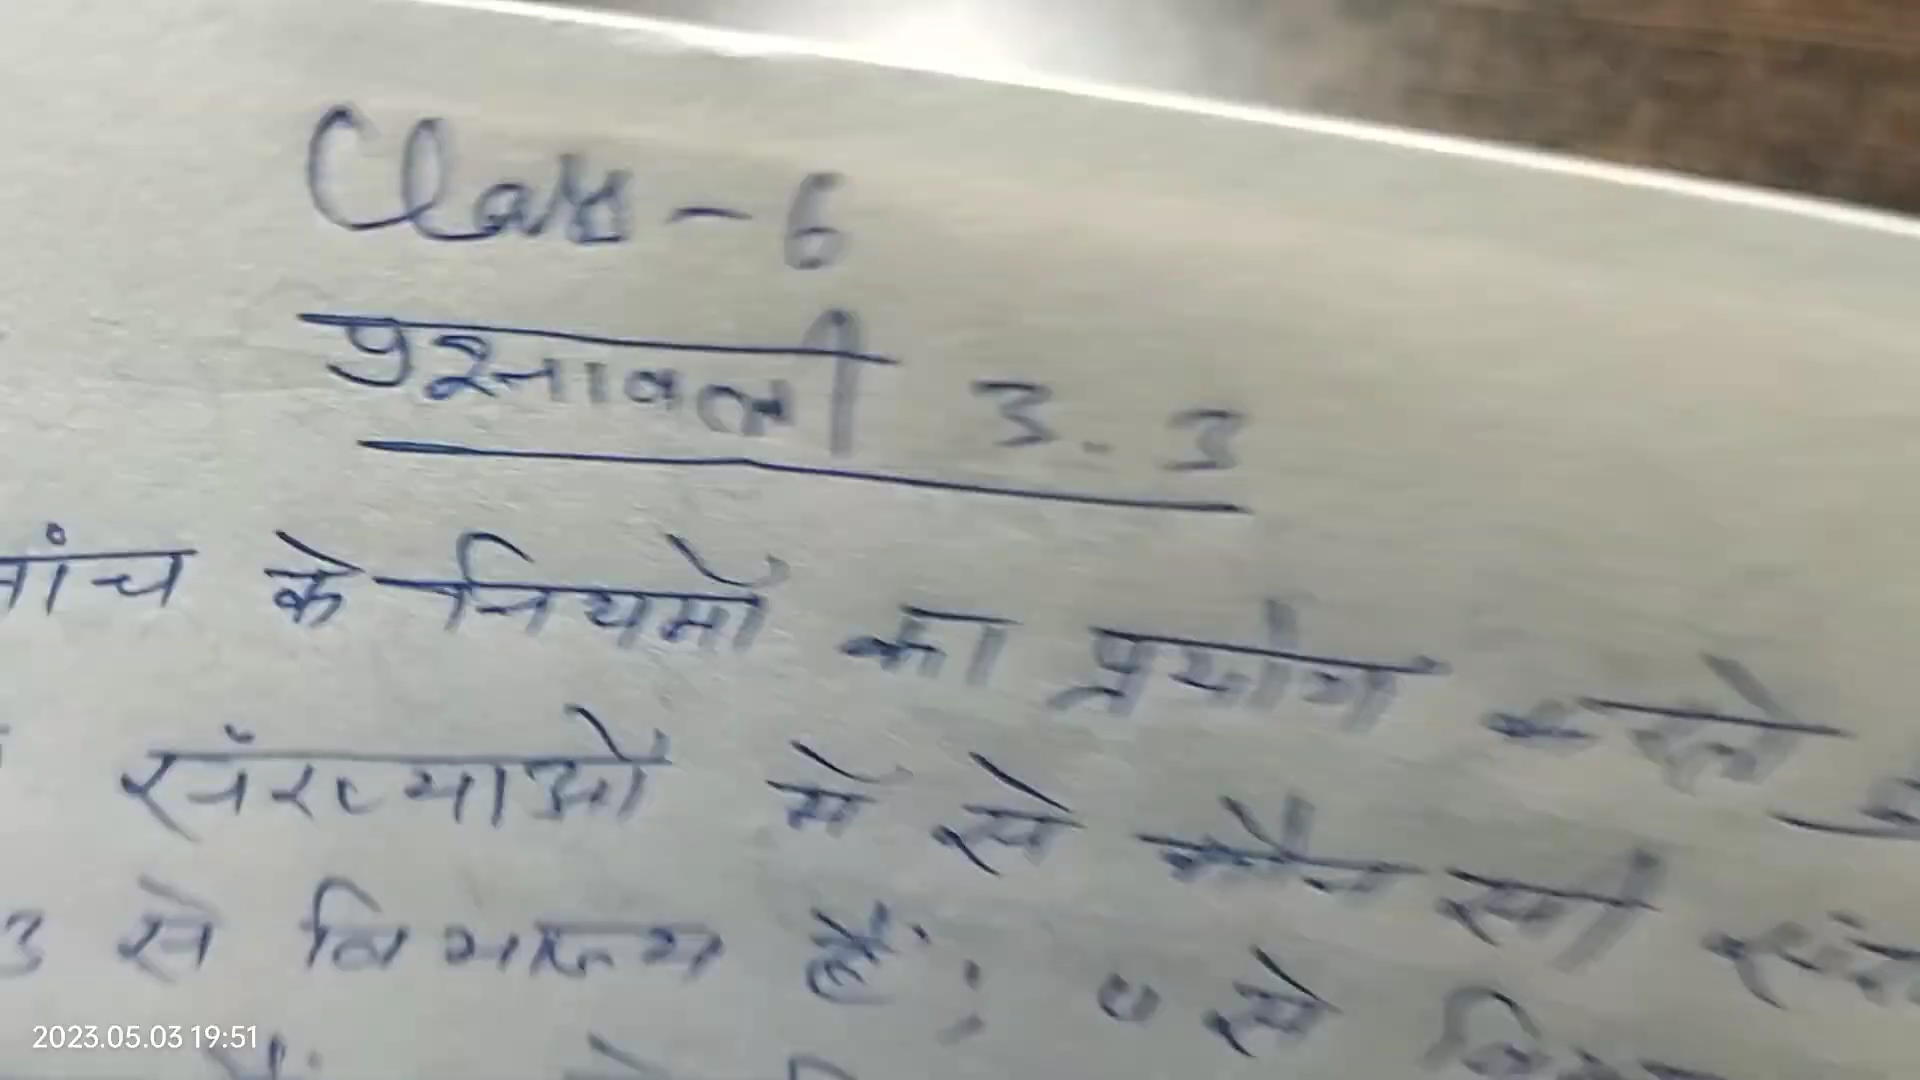 Class - 6
प्रश्नावली 3.3
जांच के नियमों का प्रयोग करते
संख्याओं में से कौन सी
3 से विभाज्य हैं; से
2023.05.03 19:51